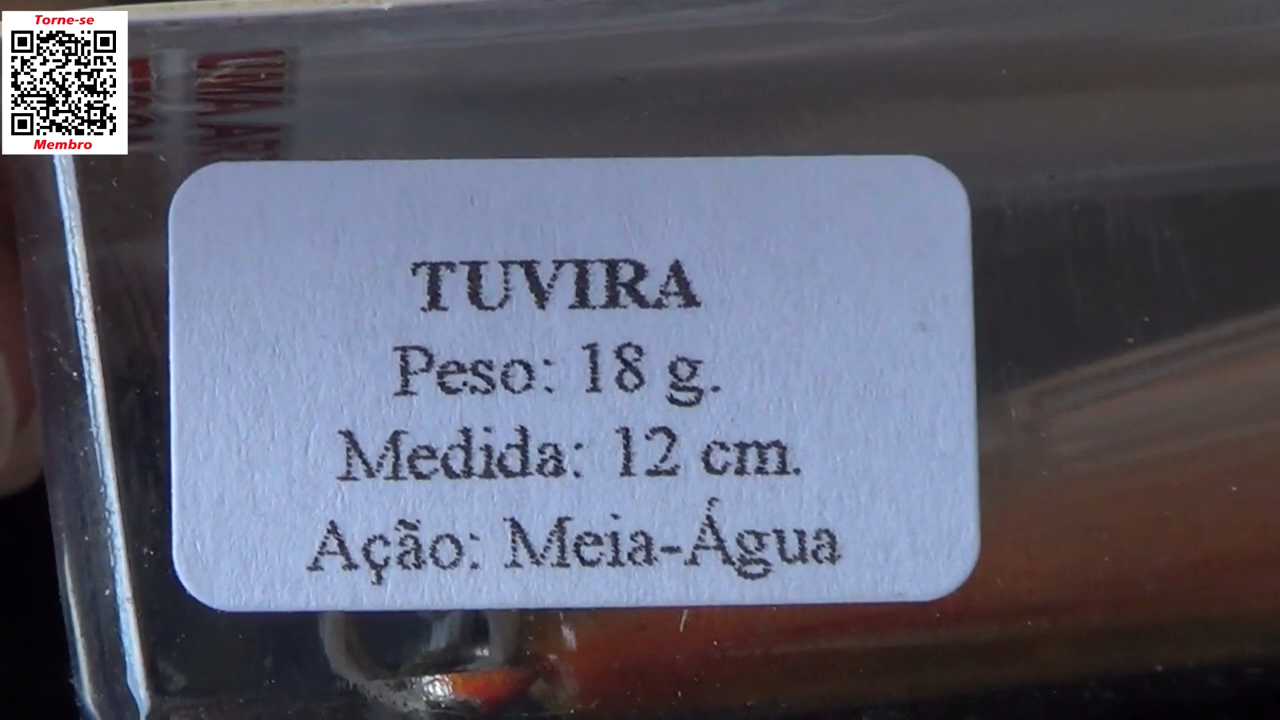 Torne-se
Membro
TUVIRA
Peso: 18 g.
Medida: 12 cm.
Ação: Meia-Água